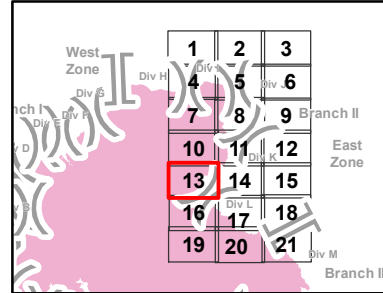 West
Zone
Div H
Div G
Div F
Div E
Div D
Branch II
East
Zone
Div J
Div K
Div L
Div M
1 2 3
4 5 6
7 8 9
10 11 12
13 14 15
16 17 18
19 20 21